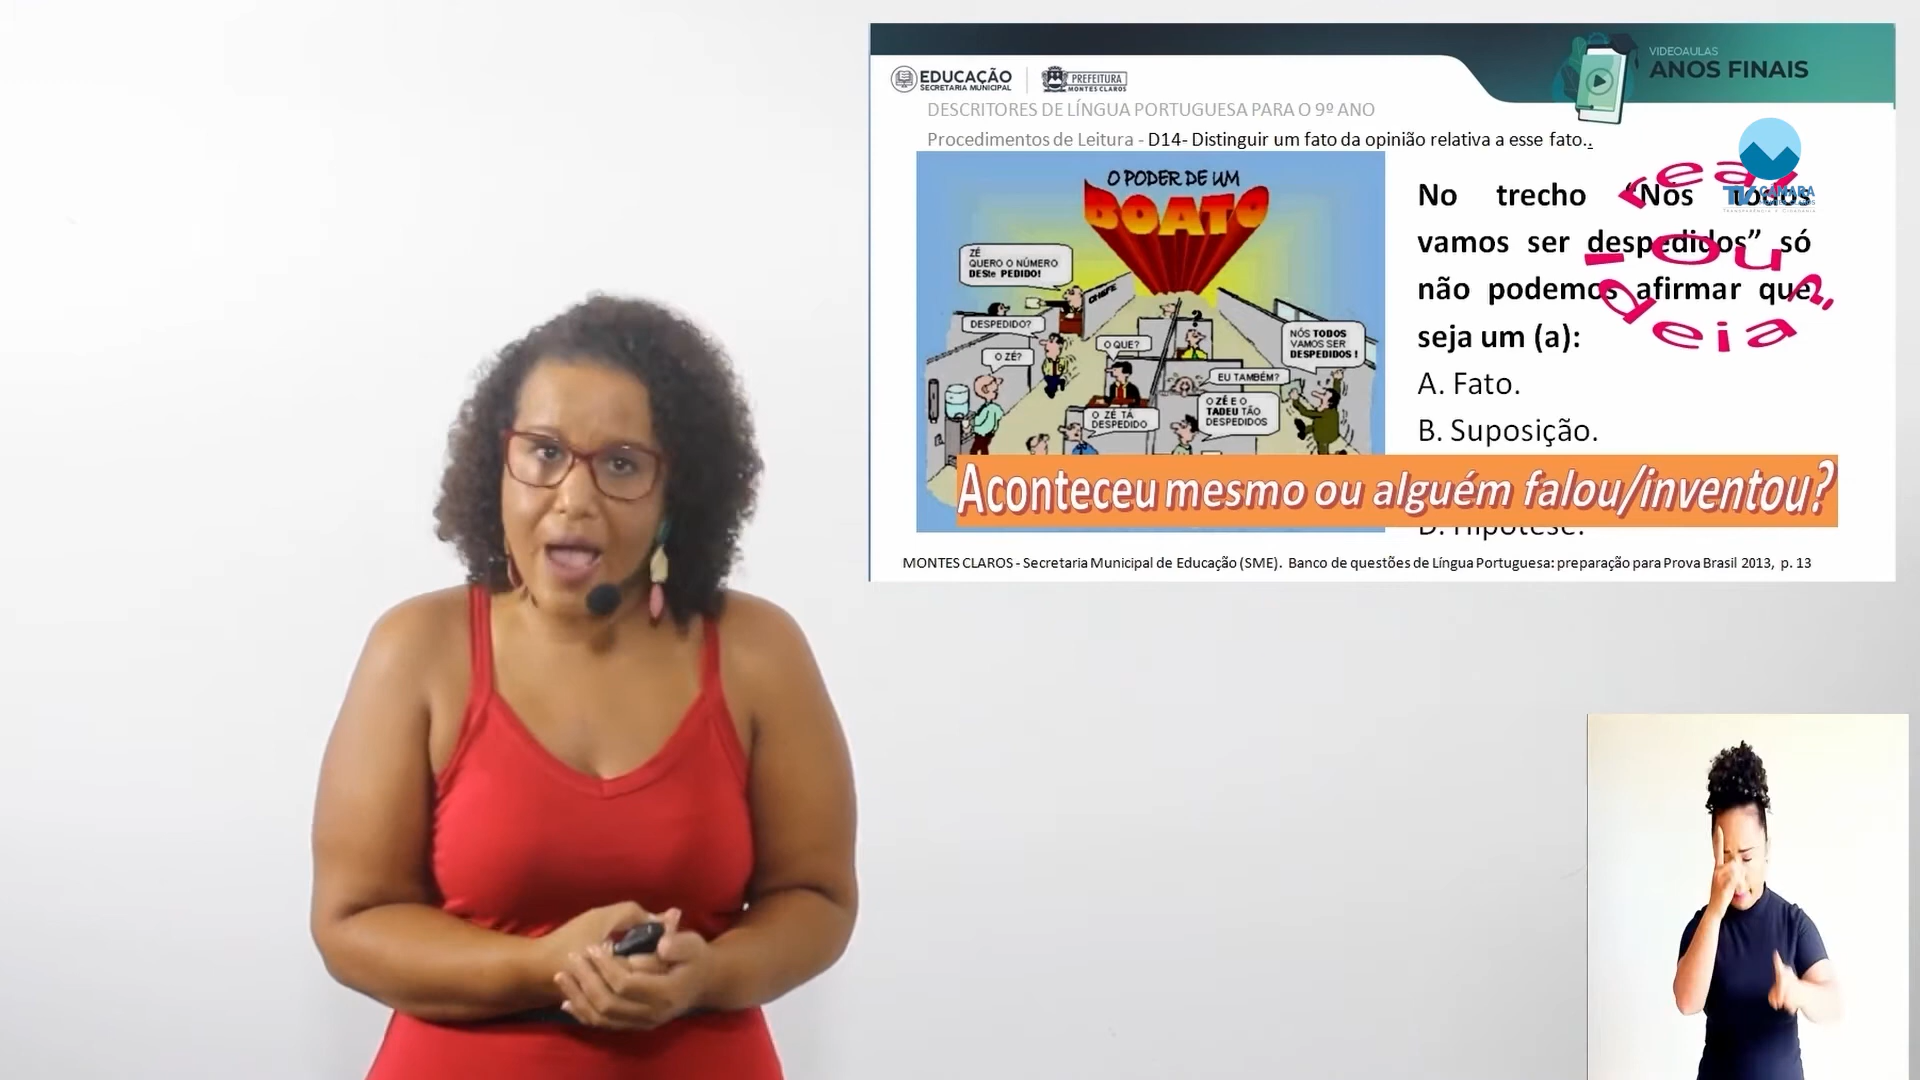 VIDEOAULAS
ANOS FINAIS
EDUCAÇÃO
SECRETARIA MUNICIPAL
PREFEITURA
MONTES CLAROS
DESCRITORES DE LÍNGUA PORTUGUESA PARA O 9º ANO
Procedimentos de Leitura - D14- Distinguir um fato da opinião relativa a esse fato..
O PODER DE UM
BOATO
ZÉ
QUERO O NÚMERO
DESte PEDIDO!
CHEFE
DESPEDIDO?
O ZÉ?
O QUE?
?
NÓS TODOS
VAMOS SER
DESPEDIDOS !
EU TAMBÉM?
O ZÉ TÁ
DESPEDIDO
O ZÉ E O
TADEU TÃO
DESPEDIDOS
No trecho “Nós todos
vamos ser despedidos” só
não podemos afirmar que
seja um (a):
A. Fato.
B. Suposição.
D. Hipótese.
real
ou
ideia?
TV CÂMARA
MONTES CLAROS
Aconteceu mesmo ou alguém falou/inventou?
MONTES CLAROS - Secretaria Municipal de Educação (SME). Banco de questões de Língua Portuguesa: preparação para Prova Brasil 2013, p. 13